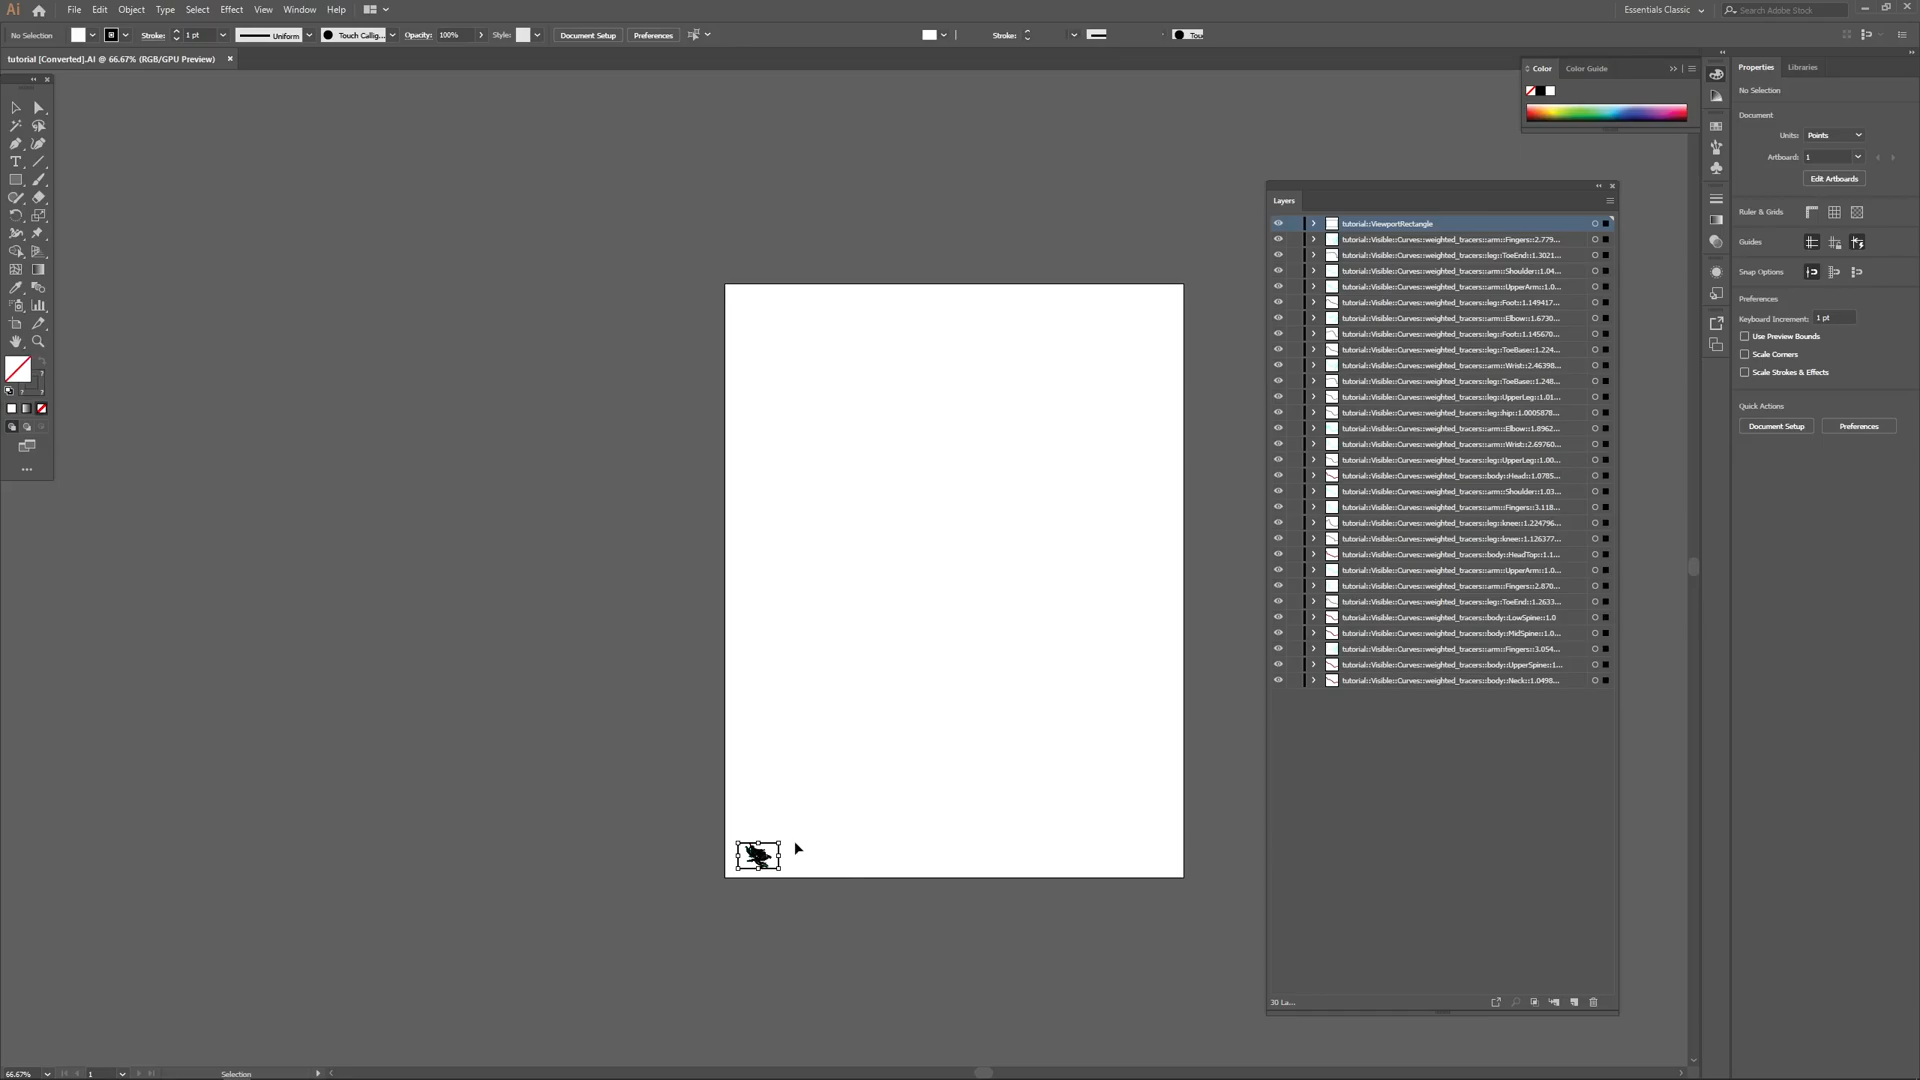 Ai File Edit Object Type Select Effect View Window Help Essentials Classic Search Adobe Stock
No Selection Stroke: 1 pt Uniform Touch Callig... Opacity: 100% Style: Document Setup Preferences Stroke: Tou
tutorial [Converted].AI @ 66.67% (RGB/GPU Preview)
Color Color Guide
Properties Libraries
No Selection
Document
Units: Points
Artboard: 1
Edit Artboards
Ruler & Grids
Guides
Snap Options
Preferences
Keyboard Increment: 1 pt
Use Preview Bounds
Scale Corners
Scale Strokes & Effects
Quick Actions
Document Setup Preferences
Layers
tutorial::ViewportRectangle
tutorial::Visible::Curves::weighted_tracers::arm::Fingers::2.779...
tutorial::Visible::Curves::weighted_tracers::leg::ToeEnd::1.3021...
tutorial::Visible::Curves::weighted_tracers::arm::Shoulder::1.04...
tutorial::Visible::Curves::weighted_tracers::arm::UpperArm::1.0...
tutorial::Visible::Curves::weighted_tracers::leg::Foot::1.149417...
tutorial::Visible::Curves::weighted_tracers::arm::Elbow::1.6730...
tutorial::Visible::Curves::weighted_tracers::leg::Foot::1.145670...
tutorial::Visible::Curves::weighted_tracers::leg::ToeBase::1.224...
tutorial::Visible::Curves::weighted_tracers::arm::Wrist::2.46398...
tutorial::Visible::Curves::weighted_tracers::leg::ToeBase::1.248...
tutorial::Visible::Curves::weighted_tracers::leg::UpperLeg::1.01...
tutorial::Visible::Curves::weighted_tracers::leg::hip::1.0005878...
tutorial::Visible::Curves::weighted_tracers::arm::Elbow::1.8962...
tutorial::Visible::Curves::weighted_tracers::arm::Wrist::2.69760...
tutorial::Visible::Curves::weighted_tracers::leg::UpperLeg::1.00...
tutorial::Visible::Curves::weighted_tracers::body::Head::1.0785...
tutorial::Visible::Curves::weighted_tracers::arm::Shoulder::1.03...
tutorial::Visible::Curves::weighted_tracers::arm::Fingers::3.118...
tutorial::Visible::Curves::weighted_tracers::leg::knee::1.224796...
tutorial::Visible::Curves::weighted_tracers::leg::knee::1.126377...
tutorial::Visible::Curves::weighted_tracers::body::HeadTop::1.1...
tutorial::Visible::Curves::weighted_tracers::arm::UpperArm::1.0...
tutorial::Visible::Curves::weighted_tracers::arm::Fingers::2.870...
tutorial::Visible::Curves::weighted_tracers::leg::ToeEnd::1.2633...
tutorial::Visible::Curves::weighted_tracers::body::LowSpine::1.0
tutorial::Visible::Curves::weighted_tracers::body::MidSpine::1.0...
tutorial::Visible::Curves::weighted_tracers::arm::Fingers::3.054...
tutorial::Visible::Curves::weighted_tracers::body::UpperSpine::1...
tutorial::Visible::Curves::weighted_tracers::body::Neck::1.0498...
30 La...
66.67% 1 Selection